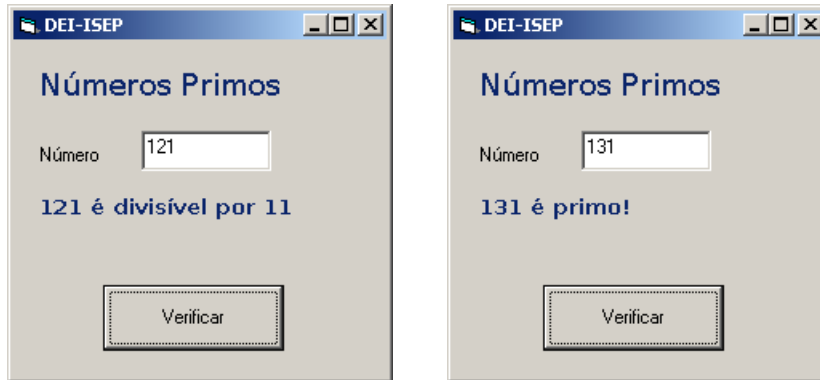 DEI-ISEP
Números Primos
Número 121
121 é divisível por 11
Verificar
DEI-ISEP
Números Primos
Número 131
131 é primo!
Verificar